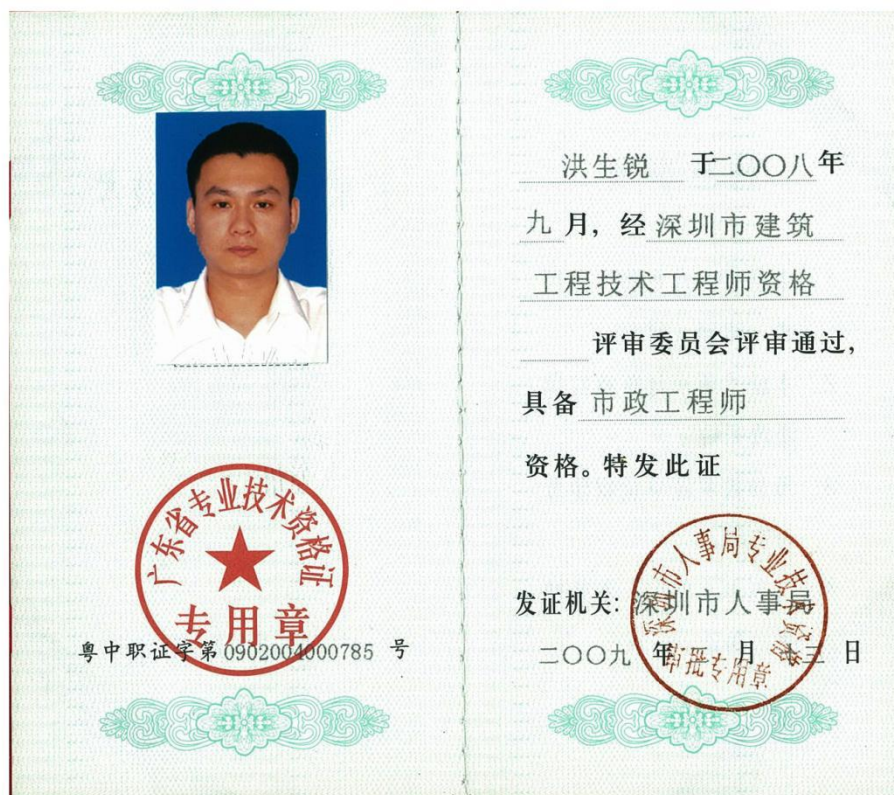 广东省专业技术资格证
专用章
粤中职证字第0902004000785 号
洪生锐 于二〇〇八年
九月，经深圳市建筑
工程技术工程师资格
评审委员会评审通过，
具备 市政工程师
资格。特发此证
发证机关：深圳市人事局
二〇〇九 年 月 十三 日
深圳市人事局专业技术资格
审批专用章